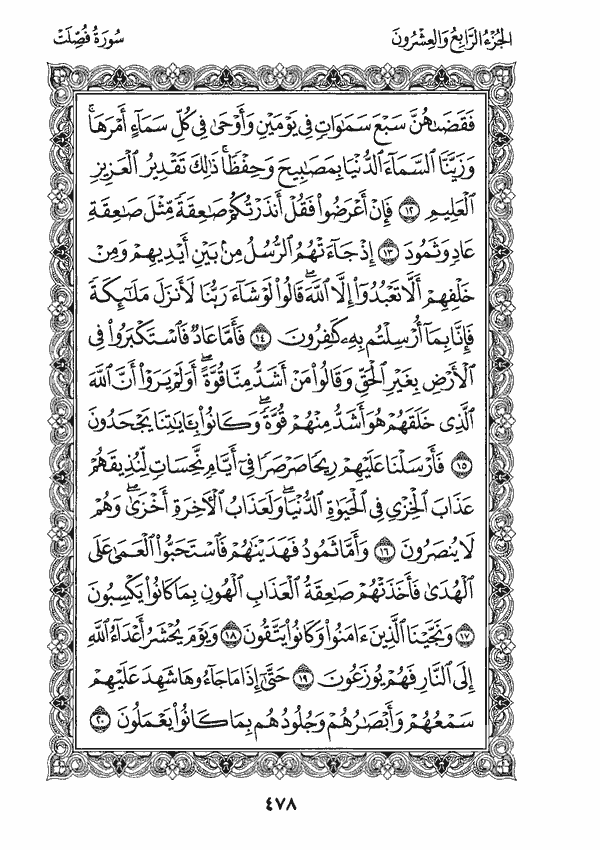 الجزء الرابع والعشرون
سورة فصلت
فَقَضَىٰهُنَّ سَبْعَ سَمَٰوَاتٍ فِي يَوْمَيْنِ وَأَوْحَىٰ فِي كُلِّ سَمَآءٍ أَمْرَهَاۚ
وَزَيَّنَّا ٱلسَّمَآءَ ٱلدُّنْيَا بِمَصَٰبِيحَ وَحِفْظًاۚ ذَٰلِكَ تَقْدِيرُ ٱلْعَزِيزِ
ٱلْعَلِيمِ ١٢ فَإِنْ أَعْرَضُوا۟ فَقُلْ أَنذَرْتُكُمْ صَٰعِقَةً مِّثْلَ صَٰعِقَةِ
عَادٍ وَثَمُودَ ١٣ إِذْ جَآءَتْهُمُ ٱلرُّسُلُ مِنۢ بَيْنِ أَيْدِيهِمْ وَمِنْ
خَلْفِهِمْ أَلَّا تَعْبُدُوٓا۟ إِلَّا ٱللَّهَۖ قَالُوا۟ لَوْ شَآءَ رَبُّنَا لَأَنزَلَ مَلَٰٓئِكَةً
فَإِنَّا بِمَآ أُرْسِلْتُم بِهِۦ كَٰفِرُونَ ١٤ فَأَمَّا عَادٌ فَٱسْتَكْبَرُوا۟ فِي
ٱلْأَرْضِ بِغَيْرِ ٱلْحَقِّ وَقَالُوا۟ مَنْ أَشَدُّ مِنَّا قُوَّةًۖ أَوَلَمْ يَرَوْا۟ أَنَّ ٱللَّهَ
ٱلَّذِي خَلَقَهُمْ هُوَ أَشَدُّ مِنْهُمْ قُوَّةًۖ وَكَانُوا۟ بِـَٔايَٰتِنَا يَجْحَدُونَ
١٥ فَأَرْسَلْنَا عَلَيْهِمْ رِيحًا صَرْصَرًا فِيٓ أَيَّامٍ نَّحِسَاتٍ لِّنُذِيقَهُمْ
عَذَابَ ٱلْخِزْيِ فِي ٱلْحَيَوٰةِ ٱلدُّنْيَاۖ وَلَعَذَابُ ٱلْءَاخِرَةِ أَخْزَىٰۖ وَهُمْ
لَا يُنصَرُونَ ١٦ وَأَمَّا ثَمُودُ فَهَدَيْنَٰهُمْ فَٱسْتَحَبُّوا۟ ٱلْعَمَىٰ عَلَى
ٱلْهُدَىٰ فَأَخَذَتْهُمْ صَٰعِقَةُ ٱلْعَذَابِ ٱلْهُونِ بِمَا كَانُوا۟ يَكْسِبُونَ
١٧ وَنَجَّيْنَا ٱلَّذِينَ ءَامَنُوا۟ وَكَانُوا۟ يَتَّقُونَ ١٨ وَيَوْمَ يُحْشَرُ أَعْدَآءُ ٱللَّهِ
إِلَى ٱلنَّارِ فَهُمْ يُوزَعُونَ ١٩ حَتَّىٰٓ إِذَا مَا جَآءُوهَا شَهِدَ عَلَيْهِمْ
سَمْعُهُمْ وَأَبْصَٰرُهُمْ وَجُلُودُهُم بِمَا كَانُوا۟ يَعْمَلُونَ ٢٠
٤٧٨